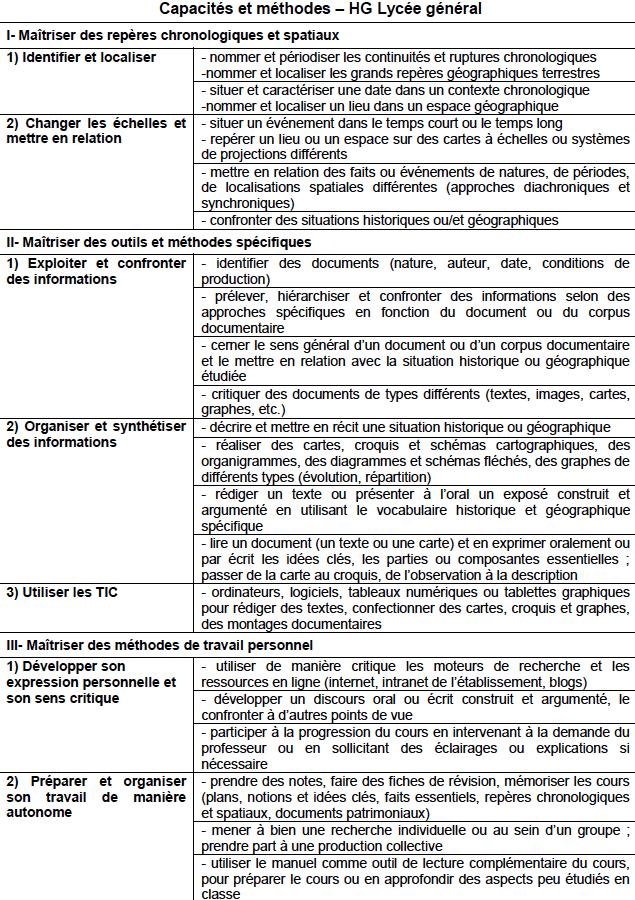 Capacités et méthodes – HG Lycée général
I- Maîtriser des repères chronologiques et spatiaux
1) Identifier et localiser
- nommer et périodiser les continuités et ruptures chronologiques
-nommer et localiser les grands repères géographiques terrestres
- situer et caractériser une date dans un contexte chronologique
-nommer et localiser un lieu dans un espace géographique
2) Changer les échelles et
mettre en relation
- situer un événement dans le temps court ou le temps long
- repérer un lieu ou un espace sur des cartes à échelles ou systèmes
de projections différents
- mettre en relation des faits ou événements de natures, de périodes,
de localisations spatiales différentes (approches diachroniques et
synchroniques)
- confronter des situations historiques ou/et géographiques
II- Maîtriser des outils et méthodes spécifiques
1) Exploiter et confronter
des informations
- identifier des documents (nature, auteur, date, conditions de
production)
- prélever, hiérarchiser et confronter des informations selon des
approches spécifiques en fonction du document ou du corpus
documentaire
- cerner le sens général d’un document ou d’un corpus documentaire
et le mettre en relation avec la situation historique ou géographique
étudiée
- critiquer des documents de types différents (textes, images, cartes,
graphes, etc.)
2) Organiser et synthétiser
des informations
- décrire et mettre en récit une situation historique ou géographique
- réaliser des cartes, croquis et schémas cartographiques, des
organigrammes, des diagrammes et schémas fléchés, des graphes de
différents types (évolution, répartition)
- rédiger un texte ou présenter à l’oral un exposé construit et
argumenté en utilisant le vocabulaire historique et géographique
spécifique
- lire un document (un texte ou une carte) et en exprimer oralement ou
par écrit les idées clés, les parties ou composantes essentielles ;
passer de la carte au croquis, de l’observation à la description
3) Utiliser les TIC
- ordinateurs, logiciels, tableaux numériques ou tablettes graphiques
pour rédiger des textes, confectionner des cartes, croquis et graphes,
des montages documentaires
III- Maîtriser des méthodes de travail personnel
1) Développer son
expression personnelle et
son sens critique
- utiliser de manière critique les moteurs de recherche et les
ressources en ligne (internet, intranet de l’établissement, blogs)
- développer un discours oral ou écrit construit et argumenté, le
confronter à d’autres points de vue
- participer à la progression du cours en intervenant à la demande du
professeur ou en sollicitant des éclairages ou explications si
nécessaire
2) Préparer et organiser
son travail de manière
autonome
- prendre des notes, faire des fiches de révision, mémoriser les cours
(plans, notions et idées clés, faits essentiels, repères chronologiques
et spatiaux, documents patrimoniaux)
- mener à bien une recherche individuelle ou au sein d’un groupe ;
prendre part à une production collective
- utiliser le manuel comme outil de lecture complémentaire du cours,
pour préparer le cours ou en approfondir des aspects peu étudiés en
classe